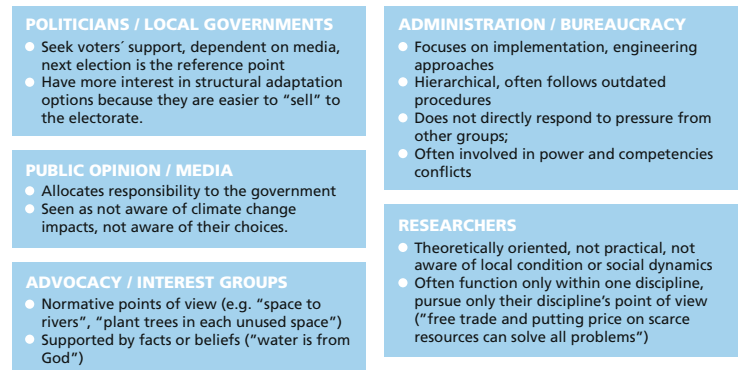 POLITICIANS / LOCAL GOVERNMENTS
● Seek voters´ support, dependent on media,
next election is the reference point
● Have more interest in structural adaptation
options because they are easier to “sell” to
the electorate.
PUBLIC OPINION / MEDIA
● Allocates responsibility to the government
● Seen as not aware of climate change
impacts, not aware of their choices.
ADVOCACY / INTEREST GROUPS
● Normative points of view (e.g. “space to
rivers”, “plant trees in each unused space”)
● Supported by facts or beliefs (“water is from
God”)
ADMINISTRATION / BUREAUCRACY
● Focuses on implementation, engineering
approaches
● Hierarchical, often follows outdated
procedures
● Does not directly respond to pressure from
other groups;
● Often involved in power and competencies
conflicts
RESEARCHERS
● Theoretically oriented, not practical, not
aware of local condition or social dynamics
● Often function only within one discipline,
pursue only their discipline’s point of view
(“free trade and putting price on scarce
resources can solve all problems”)